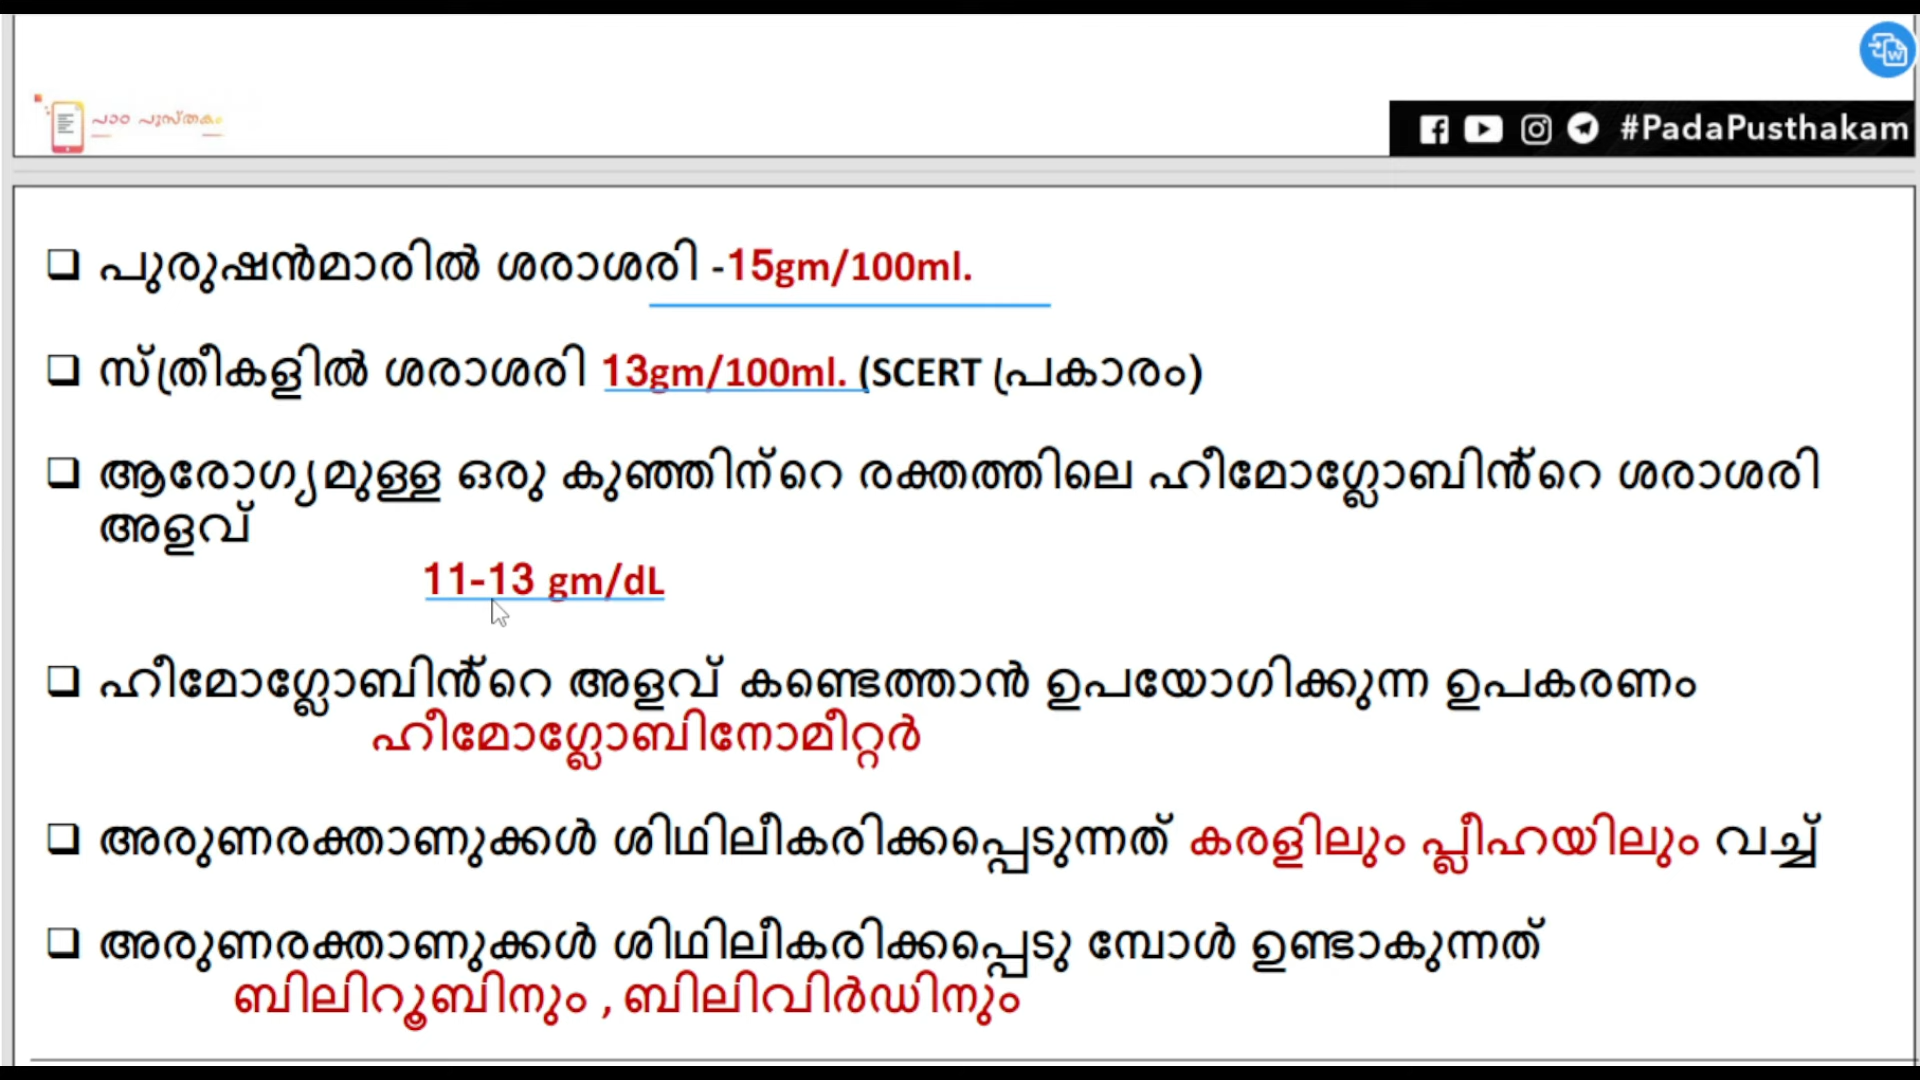 പാഠ പുസ്തകം
#PadaPusthakam
പുരുഷൻമാരിൽ ശരാശരി -15gm/100ml.
സ്ത്രീകളിൽ ശരാശരി 13gm/100ml. (SCERT പ്രകാരം)
ആരോഗ്യമുള്ള ഒരു കുഞ്ഞിന്റെ രക്തത്തിലെ ഹീമോഗ്ലോബിൻ്റെ ശരാശരി
അളവ്
11-13 gm/dL
ഹീമോഗ്ലോബിൻ്റെ അളവ് കണ്ടെത്താൻ ഉപയോഗിക്കുന്ന ഉപകരണം
ഹീമോഗ്ലോബിനോമീറ്റർ
അരുണരക്താണുക്കൾ ശിഥിലീകരിക്കപ്പെടുന്നത് കരളിലും പ്ലീഹയിലും വച്ച്
അരുണരക്താണുക്കൾ ശിഥിലീകരിക്കപ്പെടു മ്പോൾ ഉണ്ടാകുന്നത്
ബിലിറൂബിനും , ബിലിവിർഡിനും